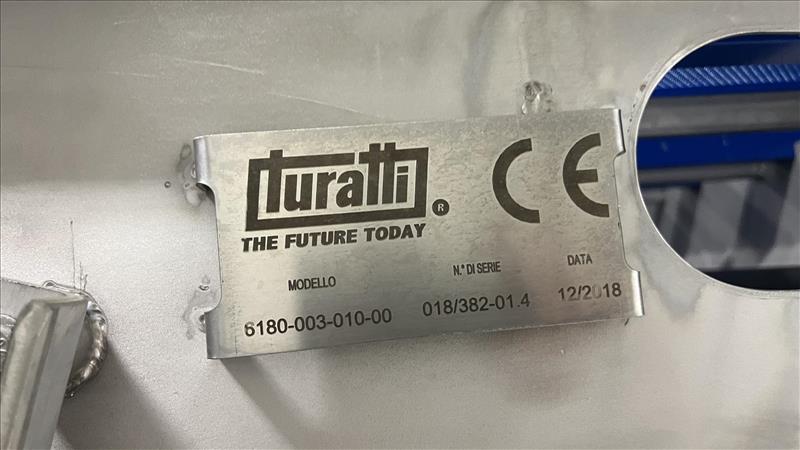 turatti®
CE
THE FUTURE TODAY
MODELLO N.° DI SERIE DATA
6180-003-010-00 018/382-01.4 12/2018